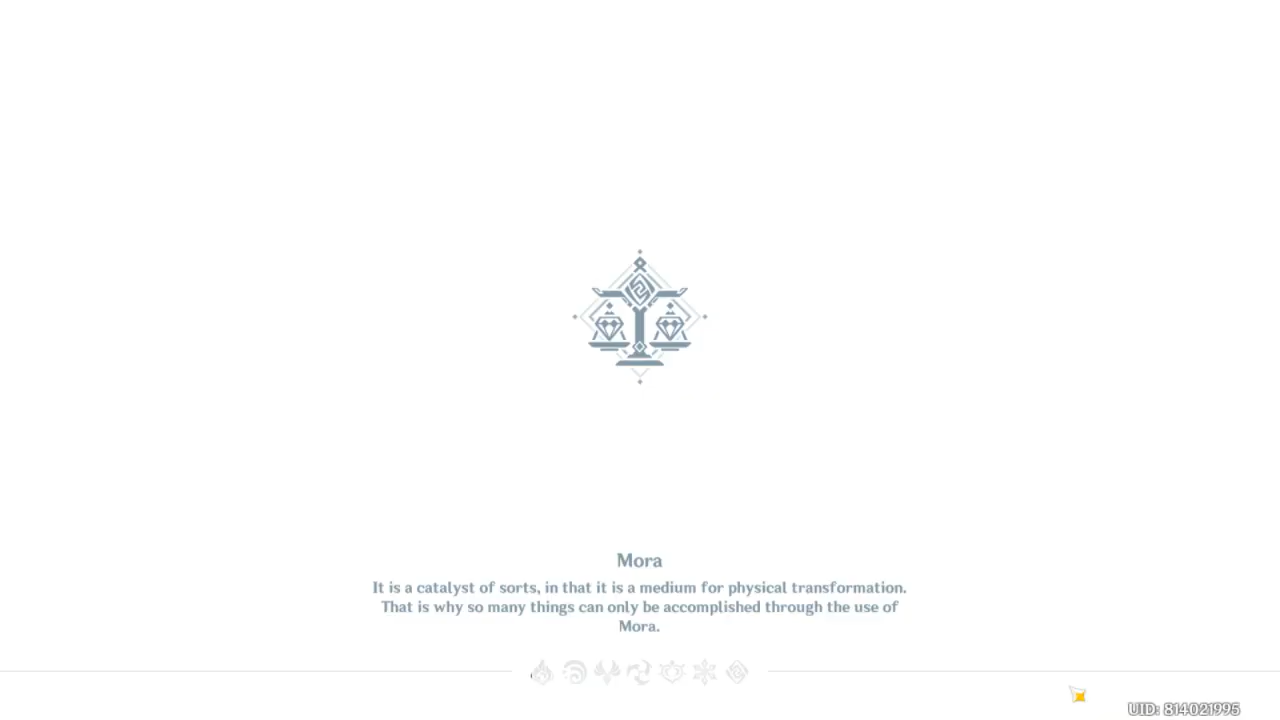 Mora
It is a catalyst of sorts, in that it is a medium for physical transformation.
That is why so many things can only be accomplished through the use of
Mora.
UID: 814021995